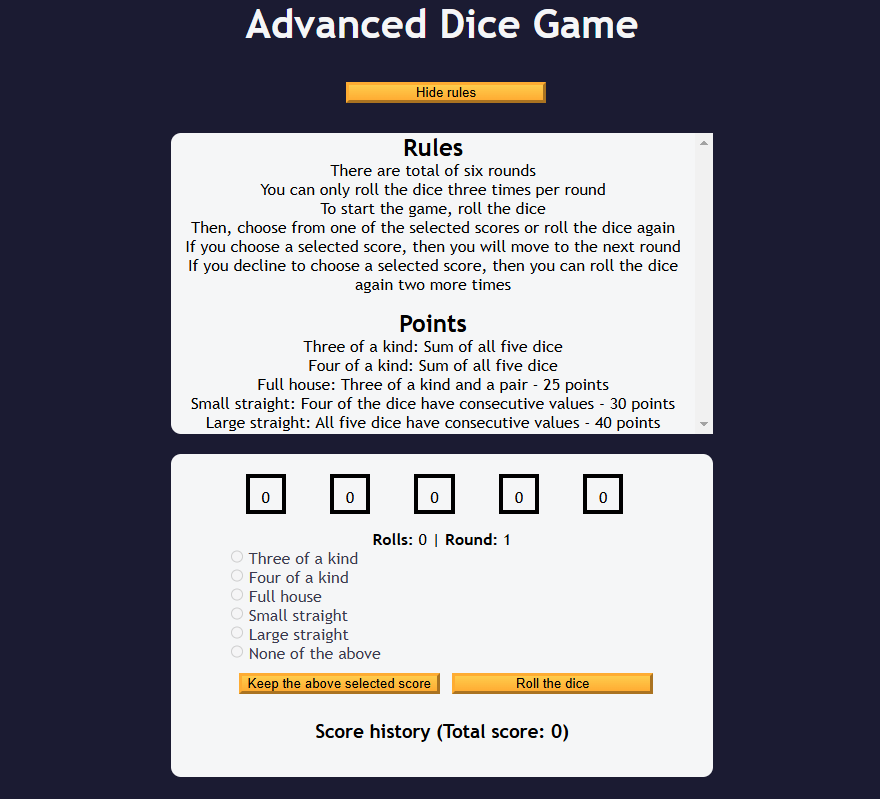 Advanced Dice Game
Hide rules
Rules
There are total of six rounds
You can only roll the dice three times per round
To start the game, roll the dice
Then, choose from one of the selected scores or roll the dice again
If you choose a selected score, then you will move to the next round
If you decline to choose a selected score, then you can roll the dice
again two more times
Points
Three of a kind: Sum of all five dice
Four of a kind: Sum of all five dice
Full house: Three of a kind and a pair - 25 points
Small straight: Four of the dice have consecutive values - 30 points
Large straight: All five dice have consecutive values - 40 points
0 0 0 0 0
Rolls: 0 | Round: 1
Three of a kind
Four of a kind
Full house
Small straight
Large straight
None of the above
Keep the above selected score Roll the dice
Score history (Total score: 0)